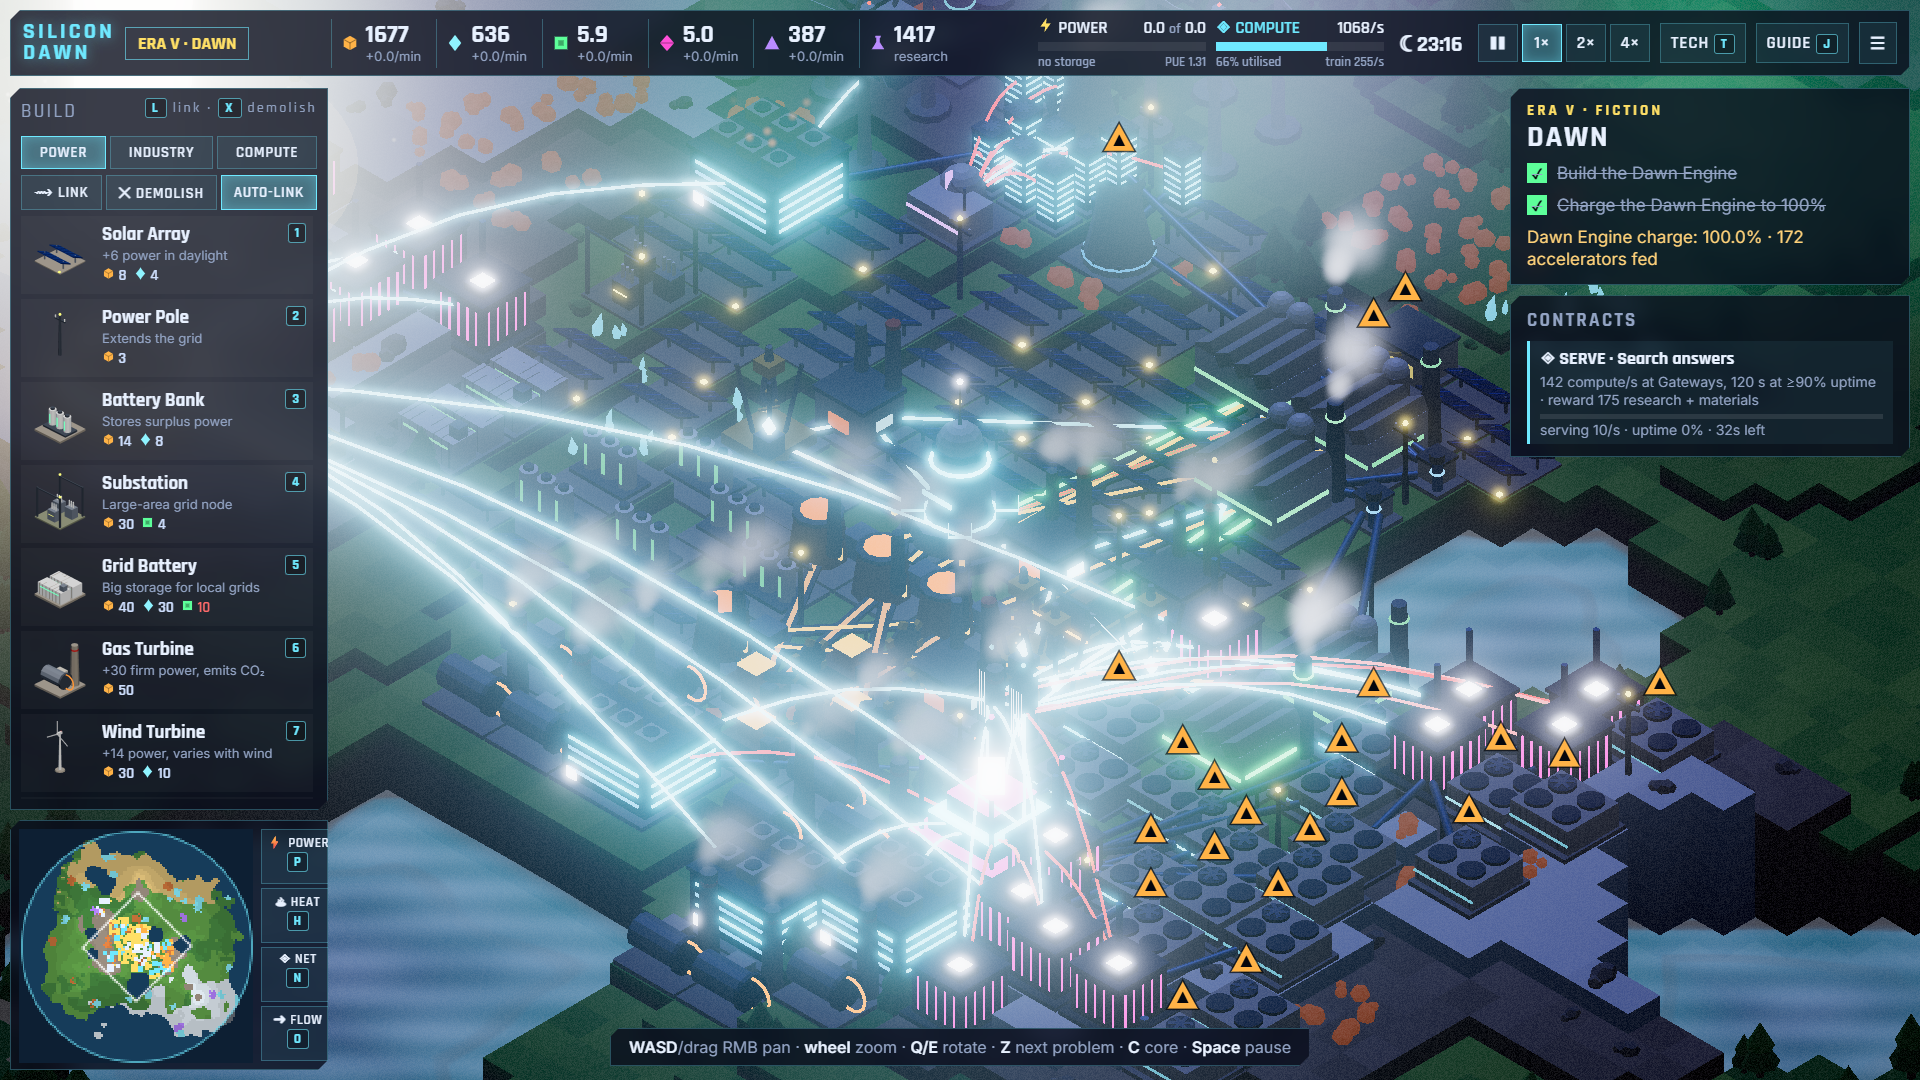 SILICON DAWN
ERA V · DAWN
1677
+0.0/min
636
+0.0/min
5.9
+0.0/min
5.0
+0.0/min
387
+0.0/min
1417
research
POWER 0.0 of 0.0
no storage PUE 1.31
COMPUTE 1068/s
66% utilised train 255/s
23:16
1× 2× 4×
TECH T
GUIDE J
BUILD L link · X demolish
POWER INDUSTRY COMPUTE
LINK DEMOLISH AUTO-LINK
Solar Array 1
+6 power in daylight
8 4
Power Pole 2
Extends the grid
3
Battery Bank 3
Stores surplus power
14 8
Substation 4
Large-area grid node
30 4
Grid Battery 5
Big storage for local grids
40 30 10
Gas Turbine 6
+30 firm power, emits CO₂
50
Wind Turbine 7
+14 power, varies with wind
30 10
POWER
P
HEAT
H
NET
N
FLOW
O
ERA V · FICTION
DAWN
Build the Dawn Engine
Charge the Dawn Engine to 100%
Dawn Engine charge: 100.0% · 172
accelerators fed
CONTRACTS
SERVE · Search answers
142 compute/s at Gateways, 120 s at ≥90% uptime
· reward 175 research + materials
serving 10/s · uptime 0% · 32s left
WASD/drag RMB pan · wheel zoom · Q/E rotate · Z next problem · C core · Space pause